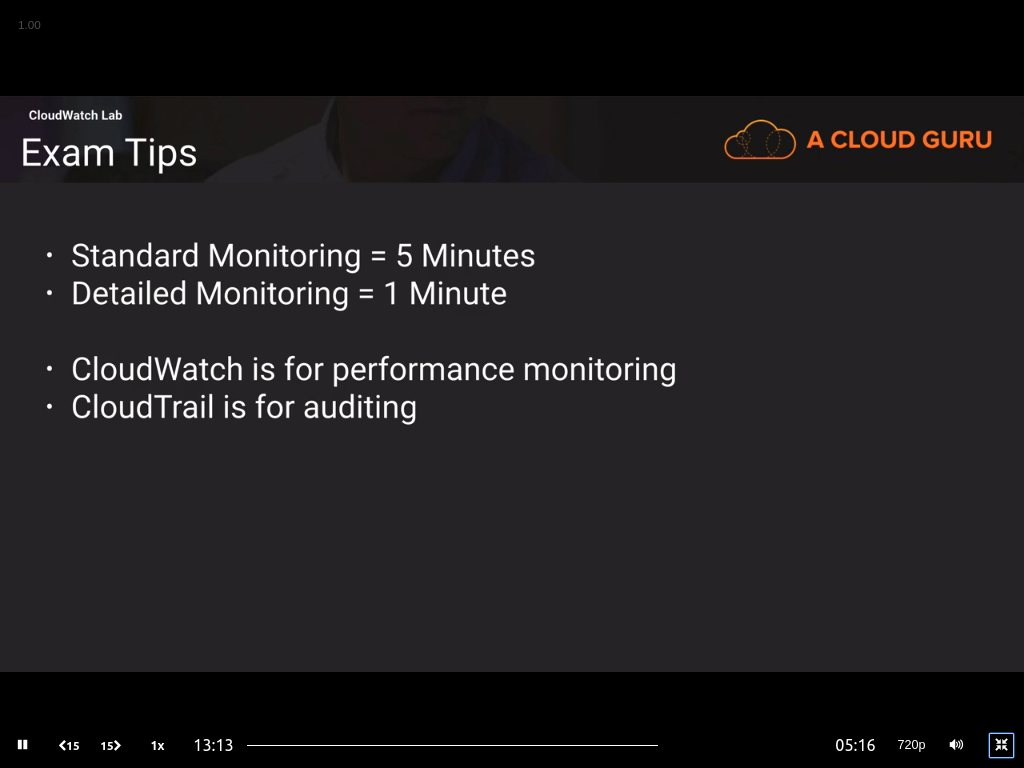 1.00
CloudWatch Lab
Exam Tips
A CLOUD GURU
• Standard Monitoring = 5 Minutes
• Detailed Monitoring = 1 Minute
• CloudWatch is for performance monitoring
• CloudTrail is for auditing
15 15 1x 13:13 05:16 720p